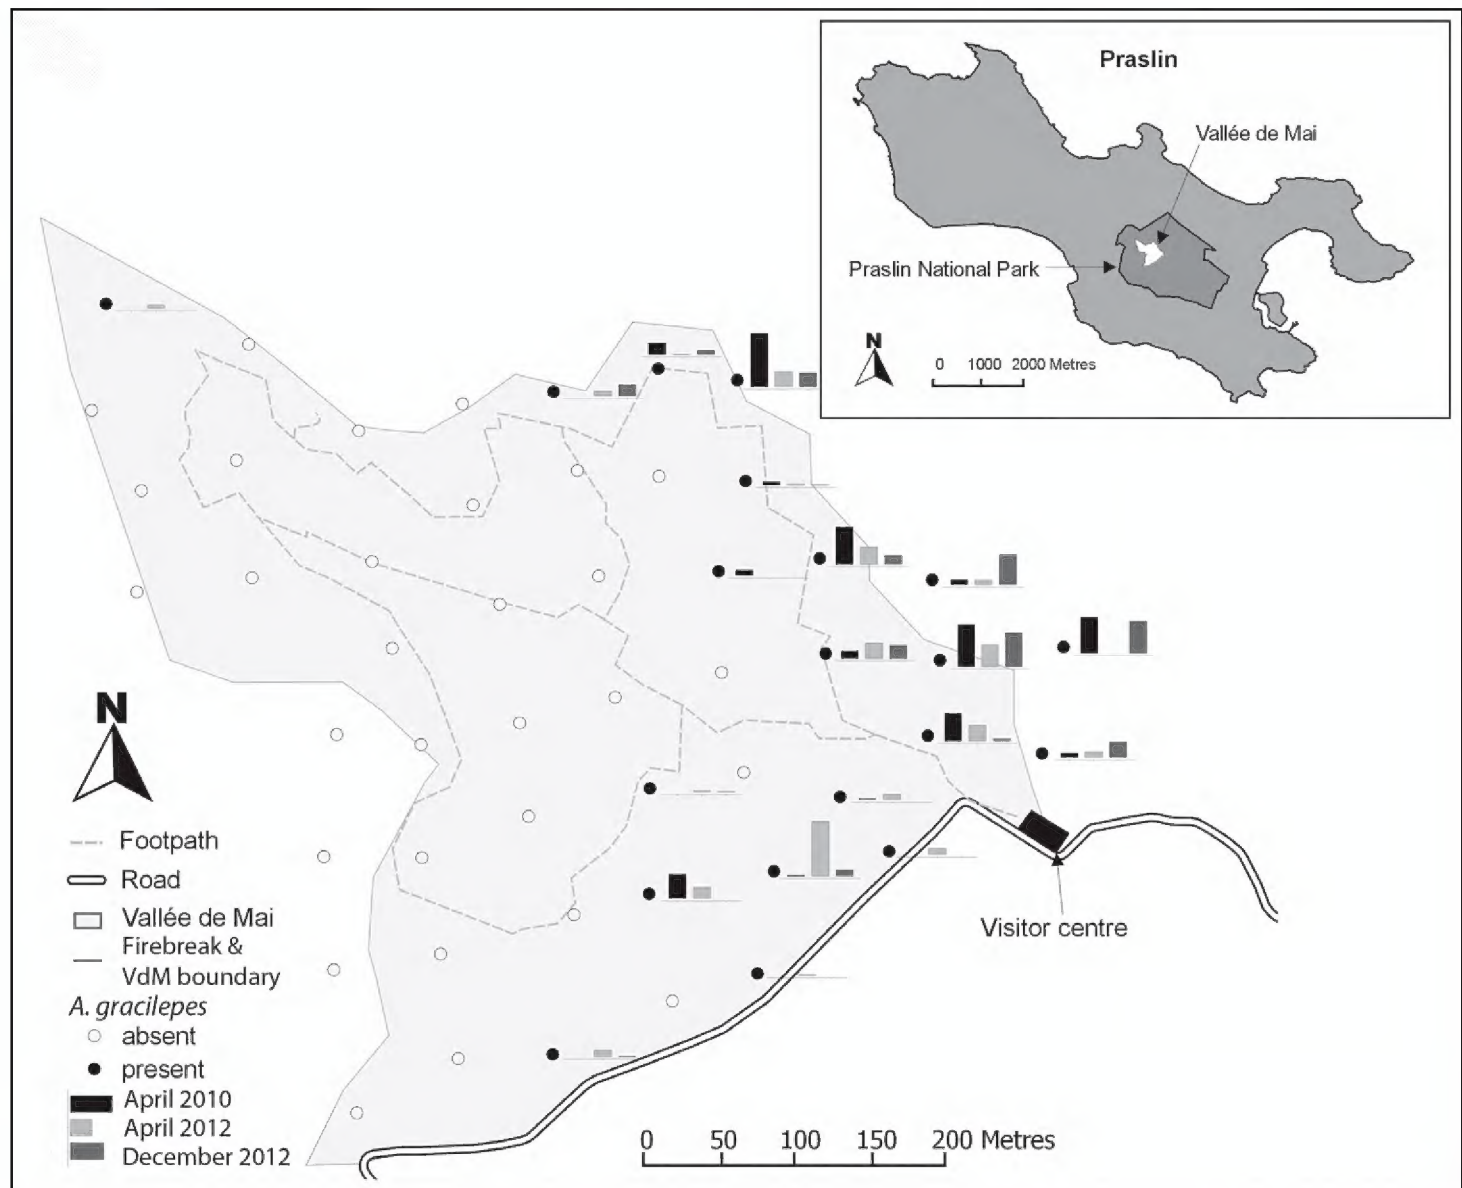 Praslin
Vallée de Mai
Praslin National Park
N
0 1000 2000 Metres
N
Footpath
Road
Vallée de Mai
Firebreak &
VdM boundary
A. gracilepes
absent
present
April 2010
April 2012
December 2012
Visitor centre
0 50 100 150 200 Metres